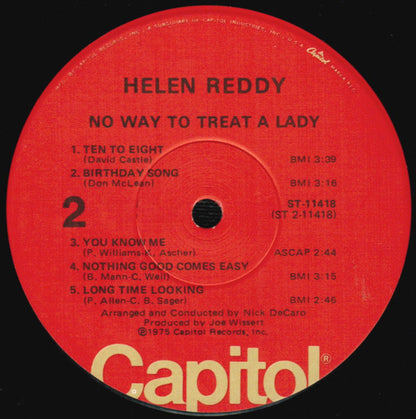 HELEN REDDY
NO WAY TO TREAT A LADY
1. TEN TO EIGHT
(David Castle) BMI 3:39
2. BIRTHDAY SONG
(Don McLean) BMI 3:16
2
ST-11418
(ST 2-11418)
3. YOU KNOW ME
(P. Williams-K. Ascher) ASCAP 2:44
4. NOTHING GOOD COMES EASY
(B. Mann-C. Weil) BMI 3:15
5. LONG TIME LOOKING
(P. Allen-C. B. Sager) BMI 2:46
Arranged and Conducted by Nick DeCaro
Produced by Joe Wissert
℗©1975 Capitol Records, Inc.
Capitol®
Capitol